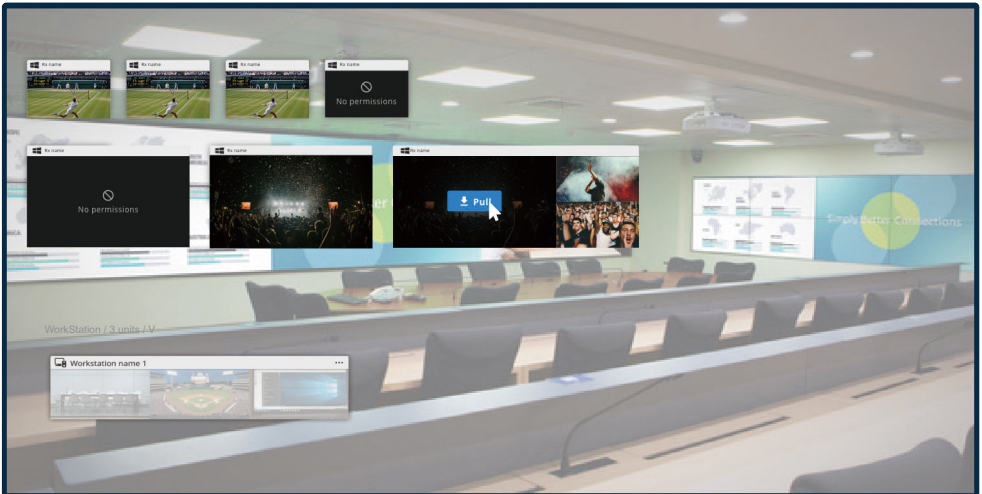 Rx name
Rx name
Rx name
Rx name
No permissions
Rx name
Rx name
Rx name
No permissions
Pull
Simply Better Connections
WorkStation / 3 units / V
Workstation name 1